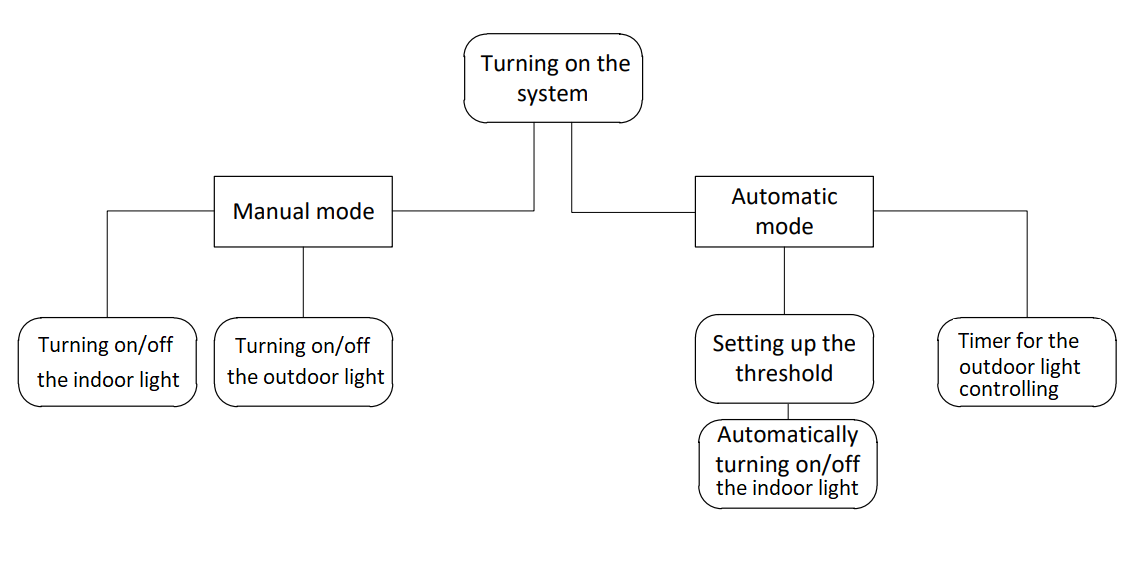 Turning on the
system
Manual mode
Automatic
mode
Turning on/off
the indoor light
Turning on/off
the outdoor light
Setting up the
threshold
Timer for the
outdoor light
controlling
Automatically
turning on/off
the indoor light